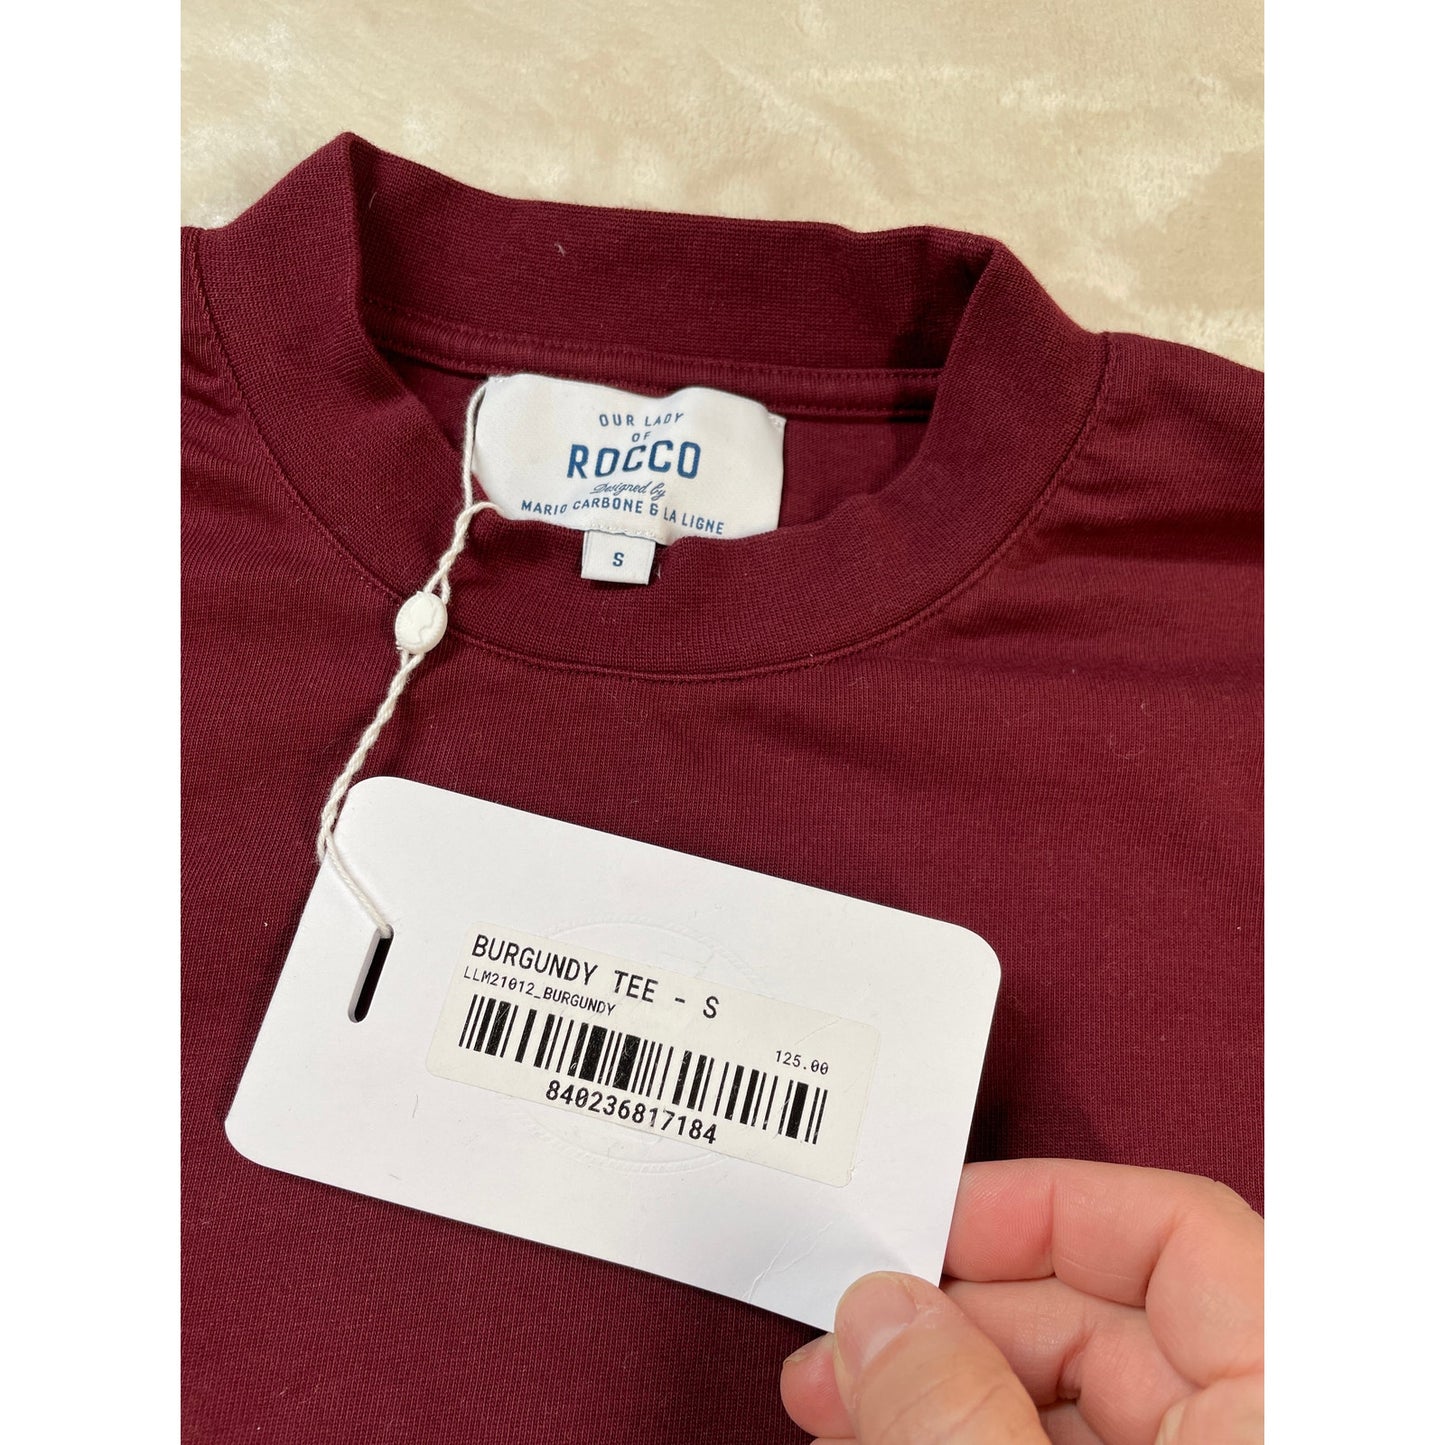 OUR LADY
OF
ROCCO
Designed by
MARIO CARBONE & LA LIGNE
S
BURGUNDY TEE - S
LLM21012_BURGUNDY
125.00
840236817184